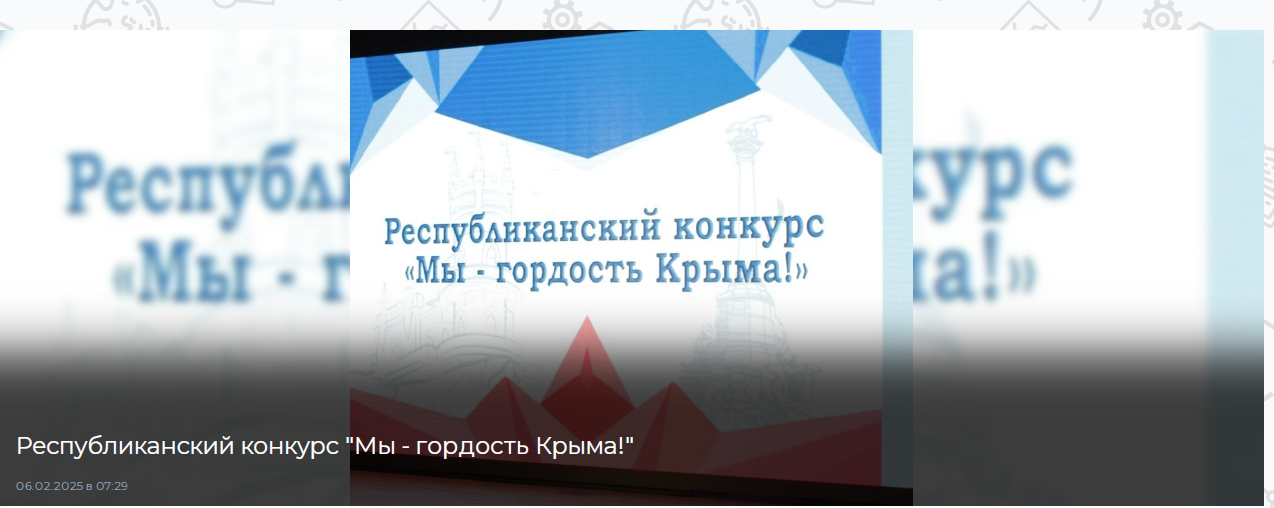 Республиканский конкурс
«Мы - гордость Крыма!»
Республиканский конкурс "Мы - гордость Крыма!"
06.02.2025 в 07:29